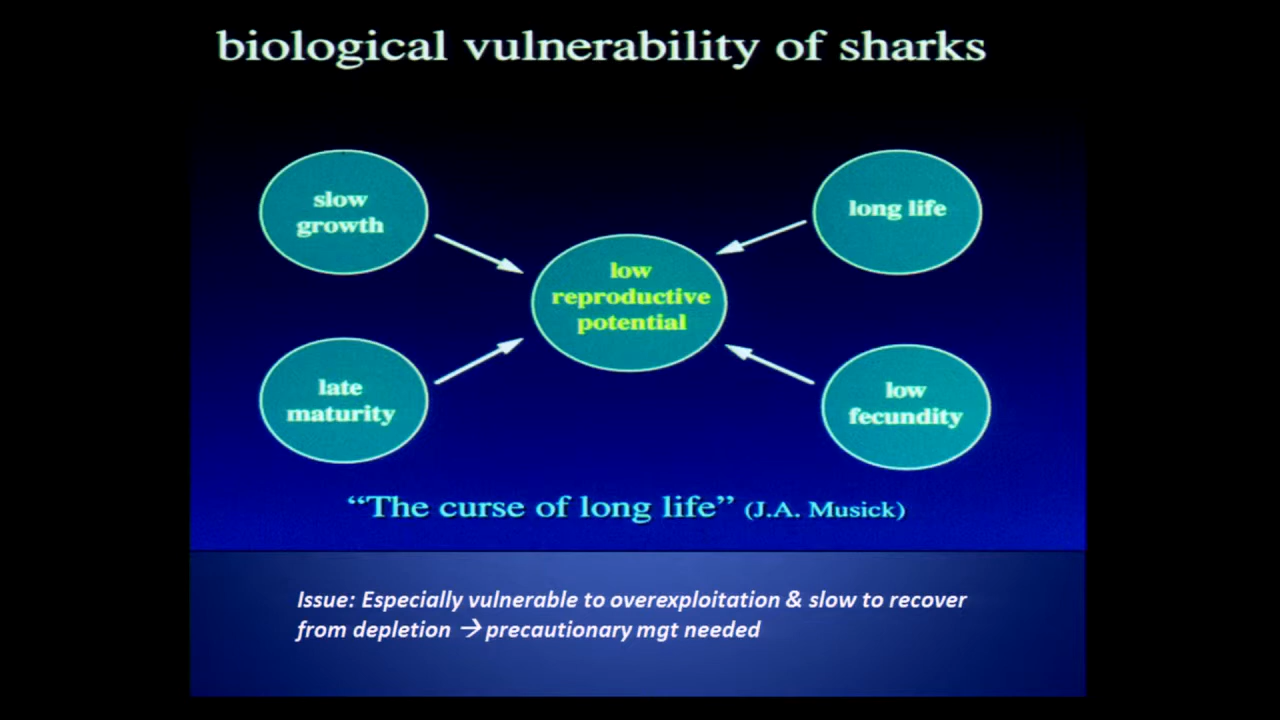 biological vulnerability of sharks
slow
growth
long life
low
reproductive
potential
late
maturity
low
fecundity
“The curse of long life” (J.A. Musick)
Issue: Especially vulnerable to overexploitation & slow to recover
from depletion → precautionary mgt needed